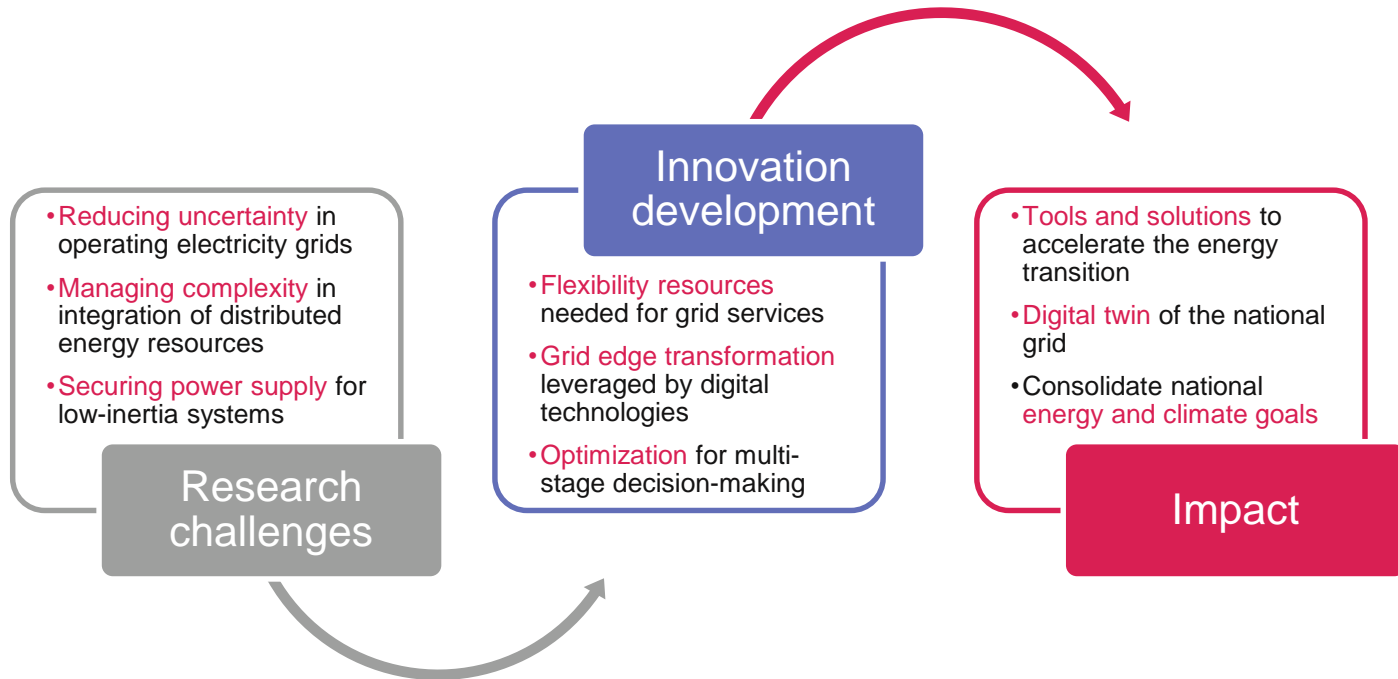 •Reducing uncertainty in
operating electricity grids
•Managing complexity in
integration of distributed
energy resources
•Securing power supply for
low-inertia systems
Research
challenges
Innovation
development
•Flexibility resources
needed for grid services
•Grid edge transformation
leveraged by digital
technologies
•Optimization for multi-
stage decision-making
•Tools and solutions to
accelerate the energy
transition
•Digital twin of the national
grid
•Consolidate national
energy and climate goals
Impact